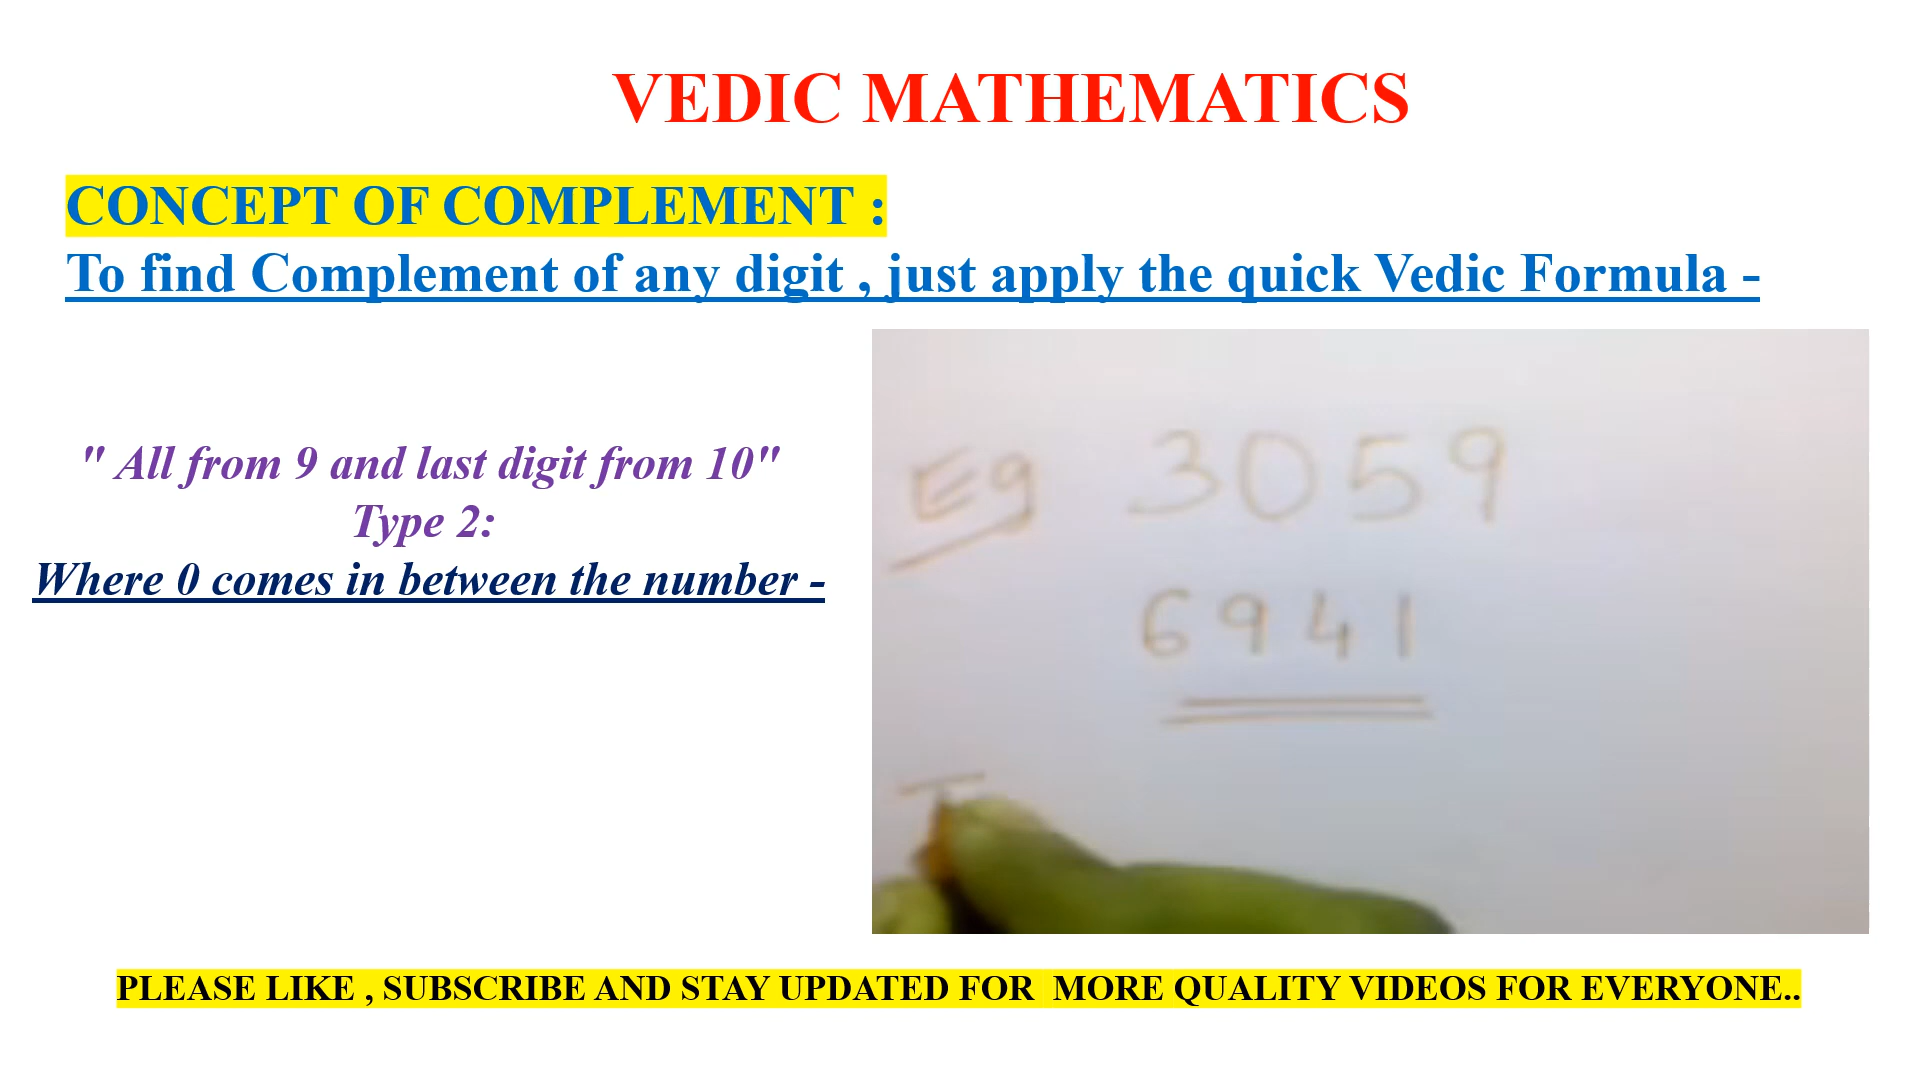 VEDIC MATHEMATICS
CONCEPT OF COMPLEMENT :
To find Complement of any digit , just apply the quick Vedic Formula -
" All from 9 and last digit from 10"
Type 2:
Where 0 comes in between the number -
Eg 3059
6941
PLEASE LIKE , SUBSCRIBE AND STAY UPDATED FOR MORE QUALITY VIDEOS FOR EVERYONE..